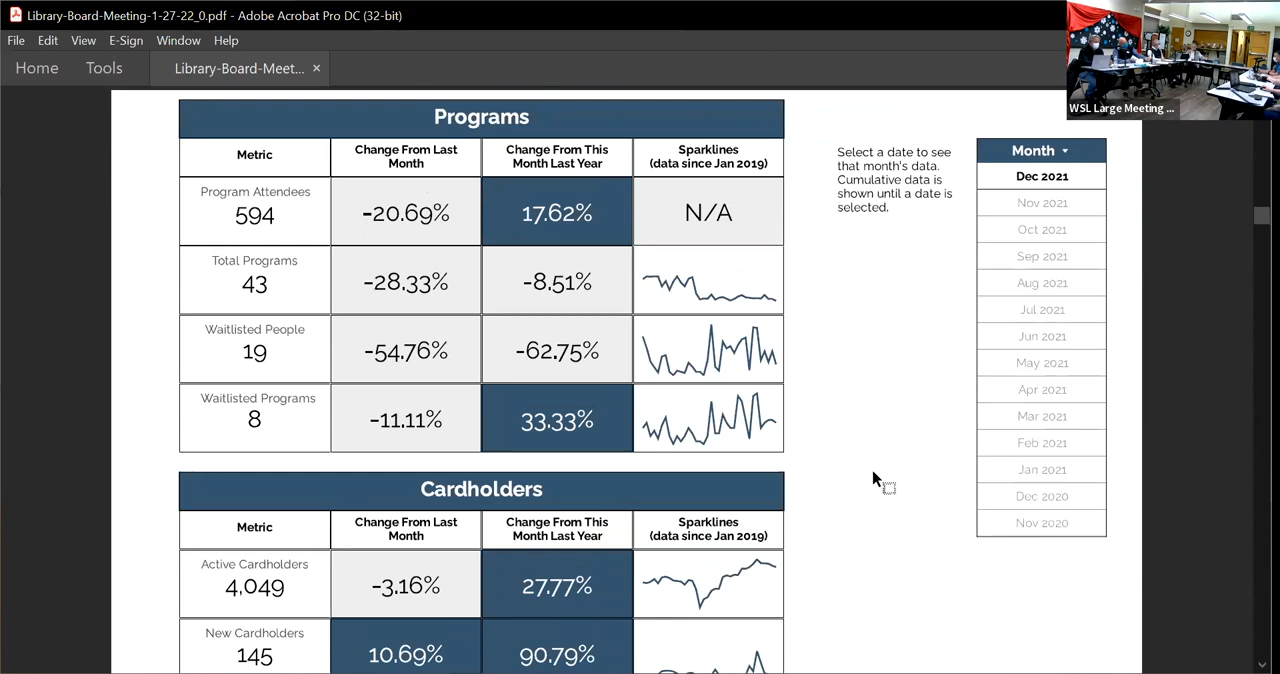 Library-Board-Meeting-1-27-22_0.pdf - Adobe Acrobat Pro DC (32-bit)
File Edit View E-Sign Window Help
Home Tools Library-Board-Meet... ×
WSL Large Meeting ...
Programs
Metric
Change From Last
Month
Change From This
Month Last Year
Sparklines
(data since Jan 2019)
Program Attendees
594
-20.69%
17.62%
N/A
Total Programs
43
-28.33%
-8.51%
Waitlisted People
19
-54.76%
-62.75%
Waitlisted Programs
8
-11.11%
33.33%
Select a date to see
that month's data.
Cumulative data is
shown until a date is
selected.
Month
Dec 2021
Nov 2021
Oct 2021
Sep 2021
Aug 2021
Jul 2021
Jun 2021
May 2021
Apr 2021
Mar 2021
Feb 2021
Jan 2021
Dec 2020
Nov 2020
Cardholders
Metric
Change From Last
Month
Change From This
Month Last Year
Sparklines
(data since Jan 2019)
Active Cardholders
4,049
-3.16%
27.77%
New Cardholders
145
10.69%
90.79%